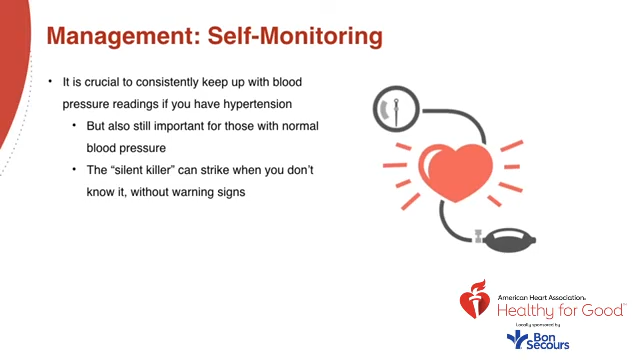 Management: Self-Monitoring
• It is crucial to consistently keep up with blood
pressure readings if you have hypertension
• But also still important for those with normal
blood pressure
• The “silent killer” can strike when you don’t
know it, without warning signs
American Heart Association®
Healthy for Good™
Locally sponsored by
Bon
Secours